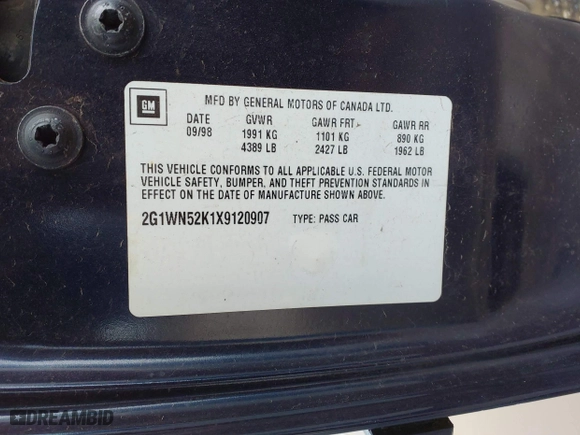 GM
MFD BY GENERAL MOTORS OF CANADA LTD.
DATE GVWR GAWR FRT GAWR RR
09/98 1991 KG 1101 KG 890 KG
4389 LB 2427 LB 1962 LB
THIS VEHICLE CONFORMS TO ALL APPLICABLE U.S. FEDERAL MOTOR
VEHICLE SAFETY, BUMPER, AND THEFT PREVENTION STANDARDS IN
EFFECT ON THE DATE OF MANUFACTURE SHOWN ABOVE.
2G1WN52K1X9120907 TYPE: PASS CAR
DREAMBID